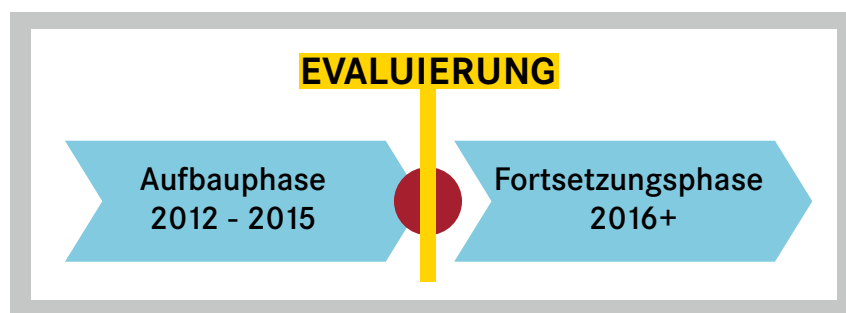 EVALUIERUNG
Aufbauphase
2012 - 2015
Fortsetzungsphase
2016+